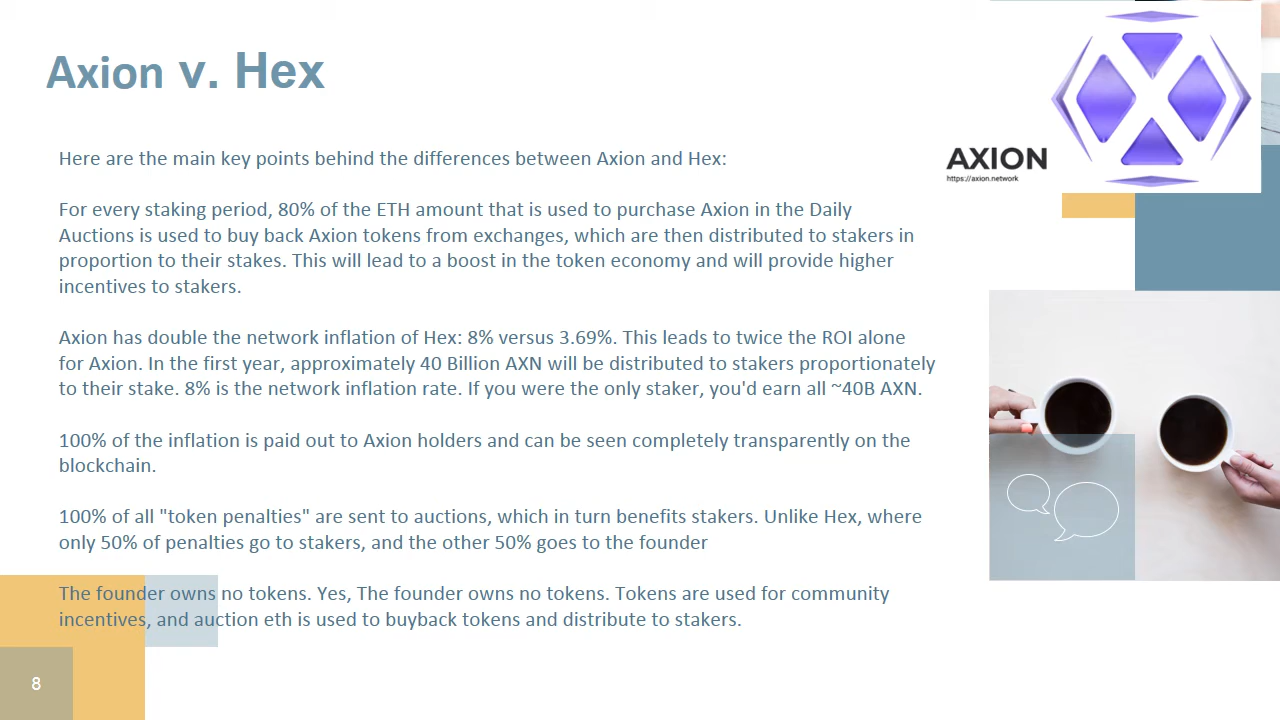 Axion v. Hex
AXION
https://axion.network
Here are the main key points behind the differences between Axion and Hex:
For every staking period, 80% of the ETH amount that is used to purchase Axion in the Daily
Auctions is used to buy back Axion tokens from exchanges, which are then distributed to stakers in
proportion to their stakes. This will lead to a boost in the token economy and will provide higher
incentives to stakers.
Axion has double the network inflation of Hex: 8% versus 3.69%. This leads to twice the ROI alone
for Axion. In the first year, approximately 40 Billion AXN will be distributed to stakers proportionately
to their stake. 8% is the network inflation rate. If you were the only staker, you'd earn all ~40B AXN.
100% of the inflation is paid out to Axion holders and can be seen completely transparently on the
blockchain.
100% of all "token penalties" are sent to auctions, which in turn benefits stakers. Unlike Hex, where
only 50% of penalties go to stakers, and the other 50% goes to the founder
The founder owns no tokens. Yes, The founder owns no tokens. Tokens are used for community
incentives, and auction eth is used to buyback tokens and distribute to stakers.
8